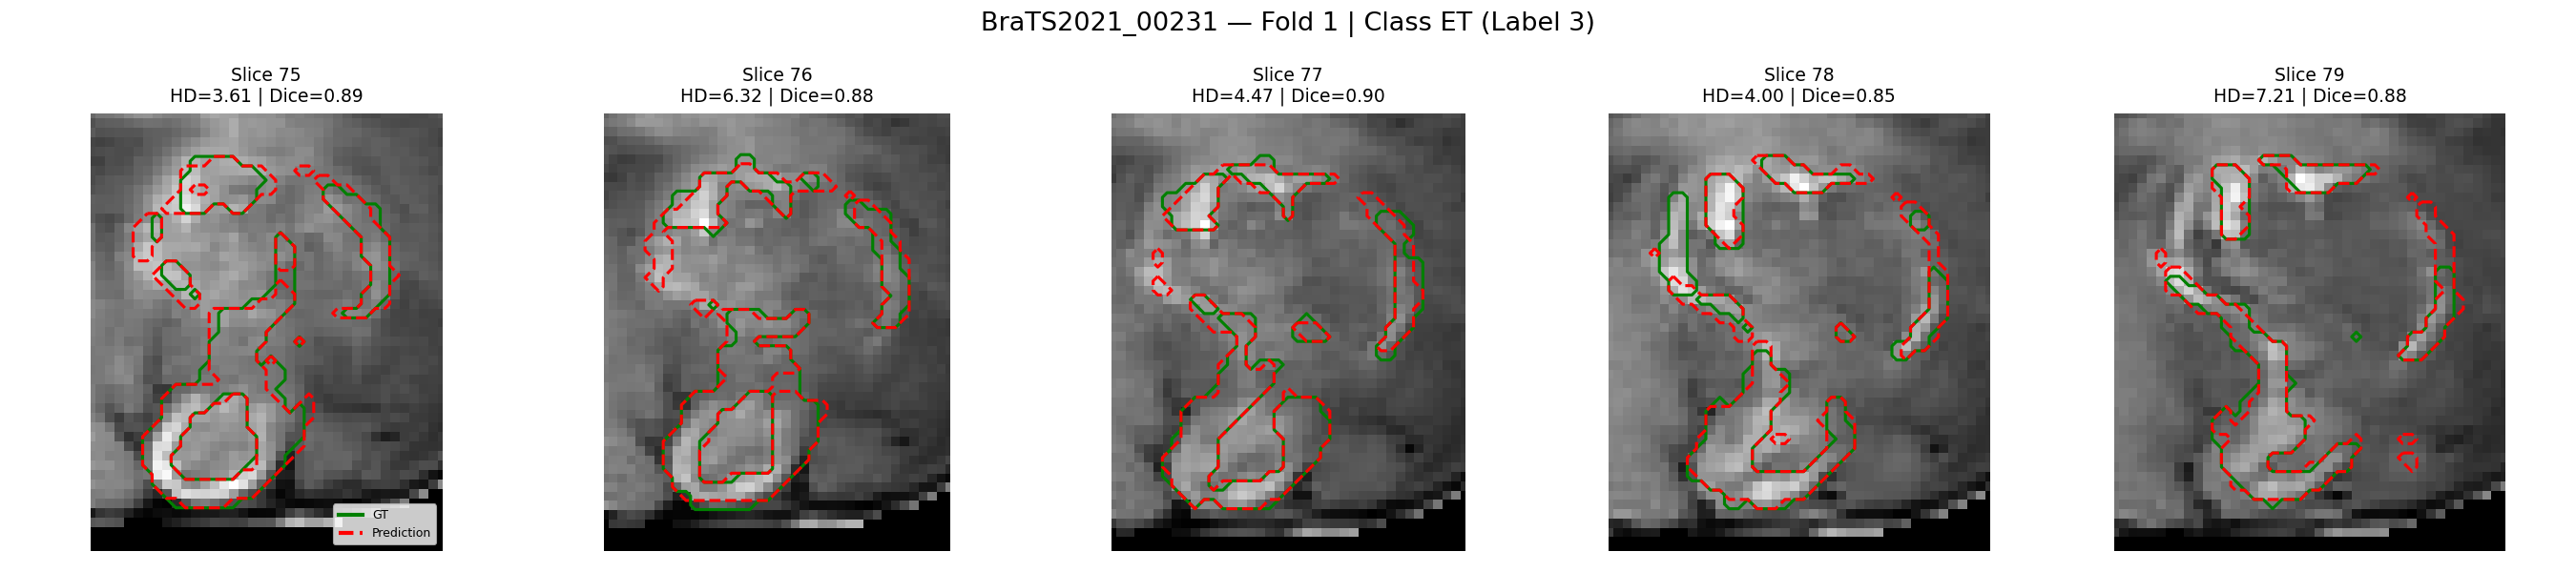 BraTS2021_00231 — Fold 1 | Class ET (Label 3)
Slice 75
HD=3.61 | Dice=0.89
Slice 76
HD=6.32 | Dice=0.88
Slice 77
HD=4.47 | Dice=0.90
Slice 78
HD=4.00 | Dice=0.85
Slice 79
HD=7.21 | Dice=0.88
GT
Prediction